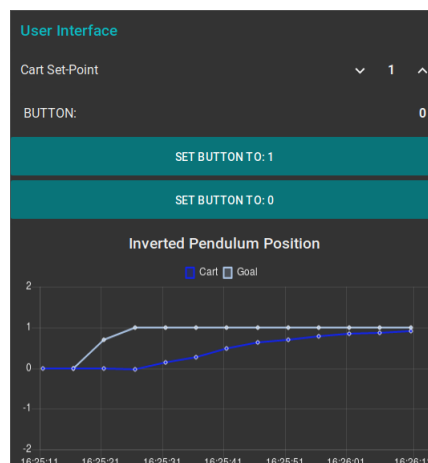 User Interface
Cart Set-Point 1
BUTTON: 0
SET BUTTON TO: 1
SET BUTTON TO: 0
Inverted Pendulum Position
Cart Goal
2
1
0
-1
-2
16:25:11 16:25:21 16:25:31 16:25:41 16:25:51 16:26:01